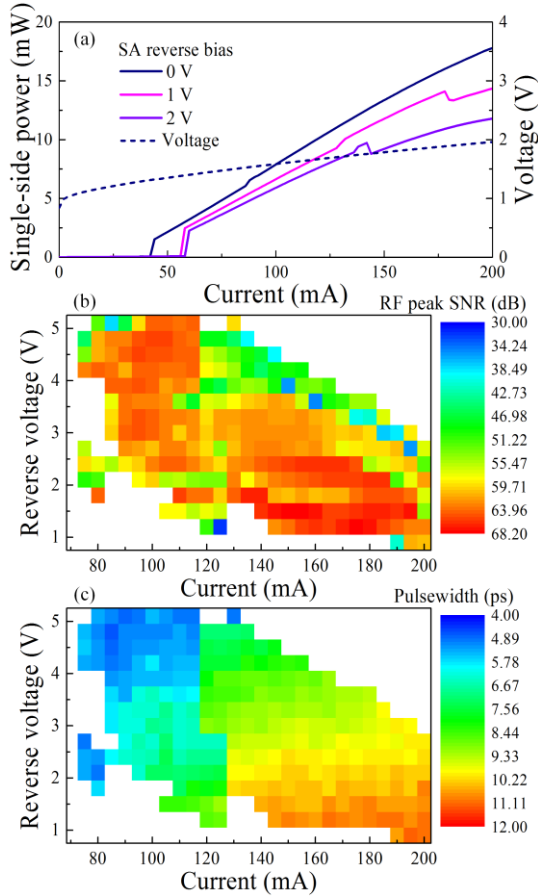 (a)
SA reverse bias
0 V
1 V
2 V
Voltage
Single-side power (mW)
20
15
10
5
0
Voltage (V)
4
3
2
1
0
0 50 100 150 200
Current (mA)
(b)
RF peak SNR (dB)
Reverse voltage (V)
5
4
3
2
1
80 100 120 140 160 180 200
Current (mA)
30.00
34.24
38.49
42.73
46.98
51.22
55.47
59.71
63.96
68.20
(c)
Pulsewidth (ps)
Reverse voltage (V)
5
4
3
2
1
80 100 120 140 160 180 200
Current (mA)
4.00
4.89
5.78
6.67
7.56
8.44
9.33
10.22
11.11
12.00